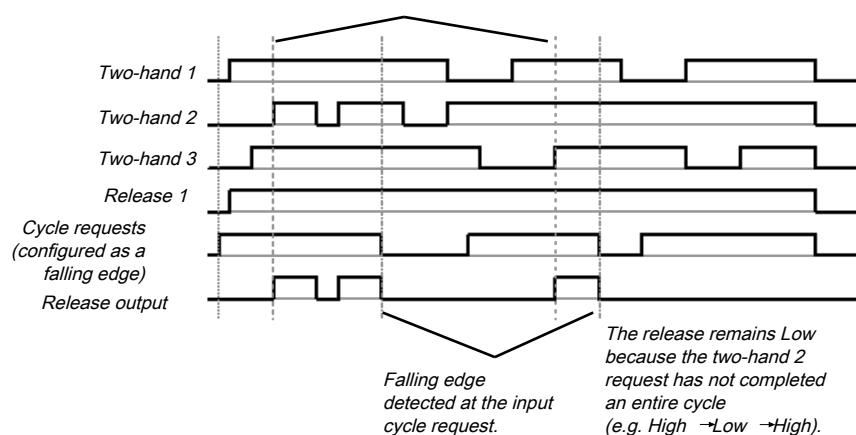 Two-hand 1
Two-hand 2
Two-hand 3
Release 1
Cycle requests
(configured as a
falling edge)
Release output
Falling edge
detected at the input
cycle request.
The release remains Low
because the two-hand 2
request has not completed
an entire cycle
(e.g. High →Low →High).